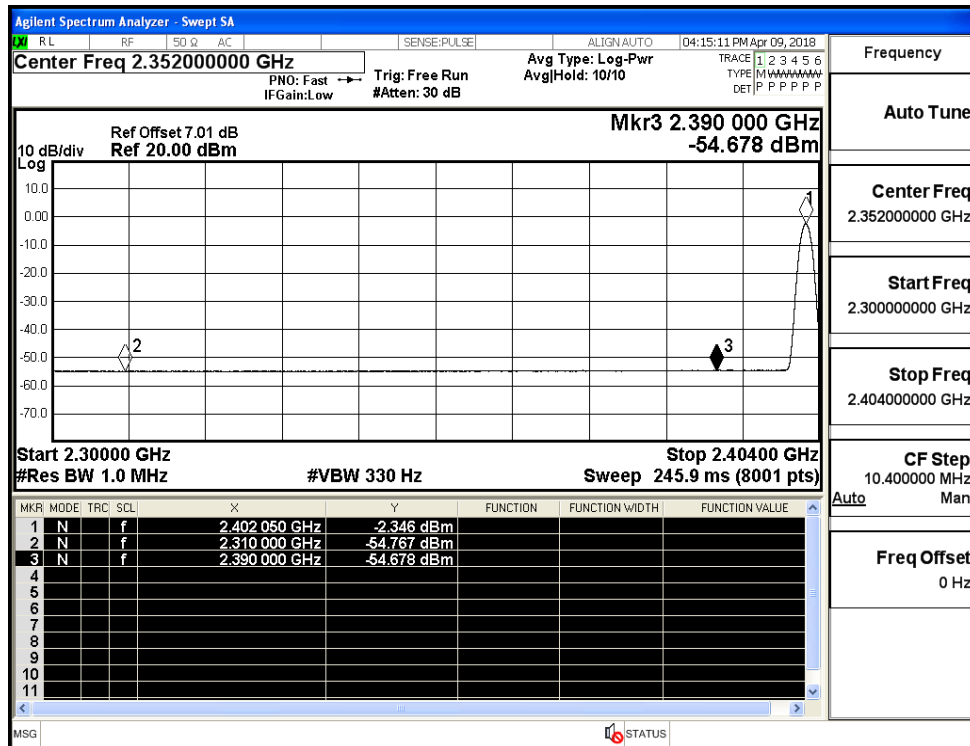 Agilent Spectrum Analyzer - Swept SA
LXI RL RF 50 Ω AC SENSE:PULSE ALIGN AUTO 04:15:11 PM Apr 09, 2018
Center Freq 2.352000000 GHz
PNO: Fast
IFGain:Low
Trig: Free Run
#Atten: 30 dB
Avg Type: Log-Pwr
Avg|Hold: 10/10
TRACE 1 2 3 4 5 6
TYPE M W W W W W
DET P P P P P P
Ref Offset 7.01 dB
10 dB/div Ref 20.00 dBm
Log
Mkr3 2.390 000 GHz
-54.678 dBm
10.0
0.00
-10.0
-20.0
-30.0
-40.0
-50.0
-60.0
-70.0
1
2
3
Start 2.30000 GHz Stop 2.40400 GHz
#Res BW 1.0 MHz #VBW 330 Hz Sweep 245.9 ms (8001 pts)
MKR MODE TRC SCL X Y FUNCTION FUNCTION WIDTH FUNCTION VALUE
1 N f 2.402 050 GHz -2.346 dBm
2 N f 2.310 000 GHz -54.767 dBm
3 N f 2.390 000 GHz -54.678 dBm
4
5
6
7
8
9
10
11
MSG STATUS
Frequency
Auto Tune
Center Freq
2.352000000 GHz
Start Freq
2.300000000 GHz
Stop Freq
2.404000000 GHz
CF Step
10.400000 MHz
Auto Man
Freq Offset
0 Hz